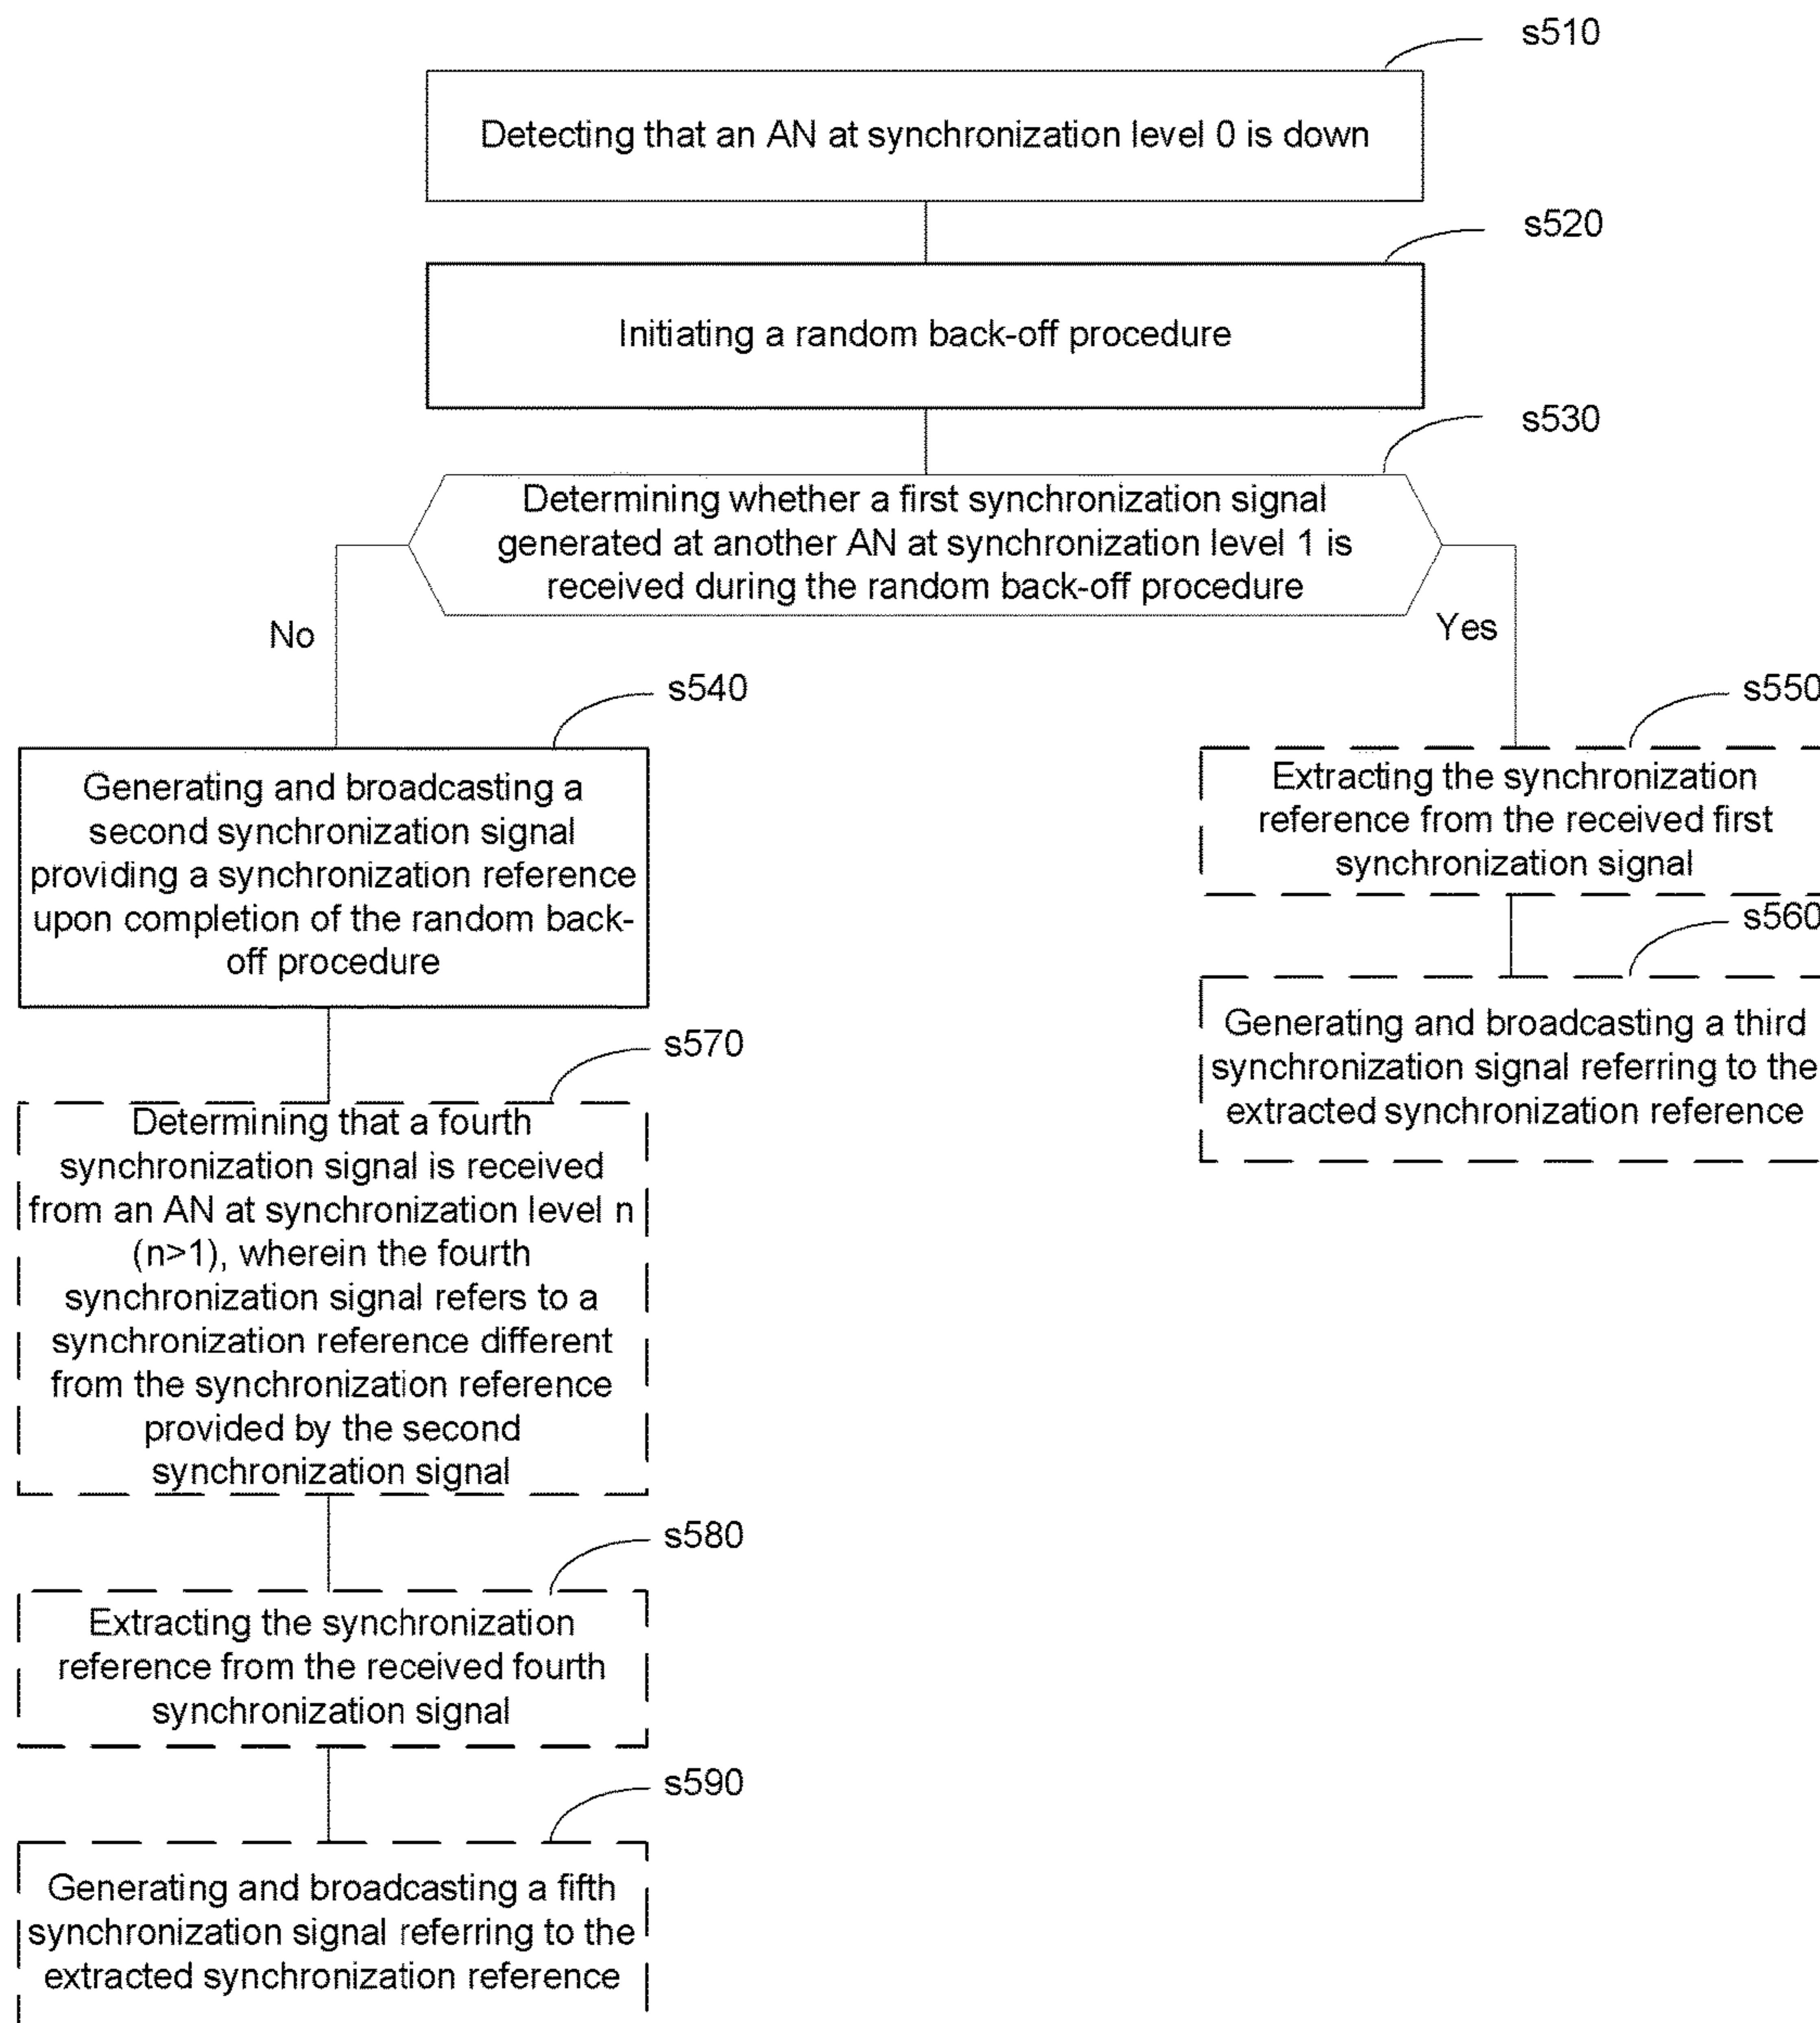 s510
Detecting that an AN at synchronization level 0 is down
s520
Initiating a random back-off procedure
s530
Determining whether a first synchronization signal
generated at another AN at synchronization level 1 is
received during the random back-off procedure
No
Yes
s540
Generating and broadcasting a
second synchronization signal
providing a synchronization reference
upon completion of the random back-
off procedure
s550
Extracting the synchronization
reference from the received first
synchronization signal
s560
Generating and broadcasting a third
synchronization signal referring to the
extracted synchronization reference
s570
Determining that a fourth
synchronization signal is received
from an AN at synchronization level n
(n>1), wherein the fourth
synchronization signal refers to a
synchronization reference different
from the synchronization reference
provided by the second
synchronization signal
s580
Extracting the synchronization
reference from the received fourth
synchronization signal
s590
Generating and broadcasting a fifth
synchronization signal referring to the
extracted synchronization reference